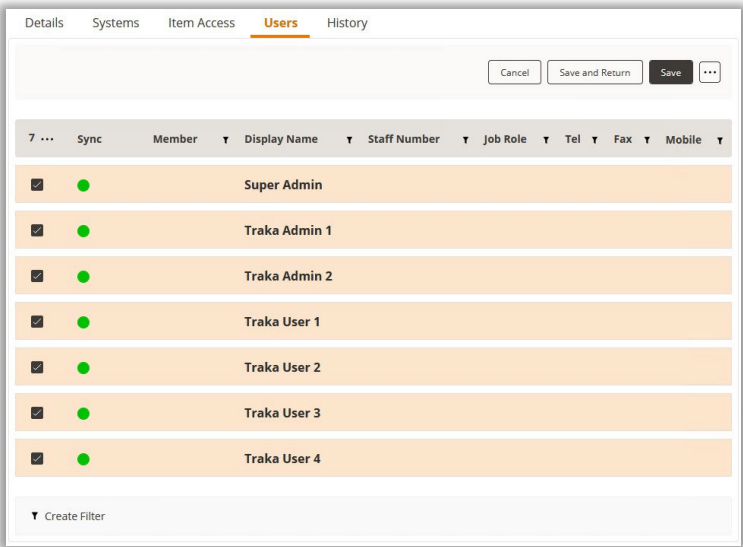 Details Systems Item Access Users History
Cancel Save and Return Save ...
7 ... Sync Member Display Name Staff Number Job Role Tel Fax Mobile
Super Admin
Traka Admin 1
Traka Admin 2
Traka User 1
Traka User 2
Traka User 3
Traka User 4
Create Filter